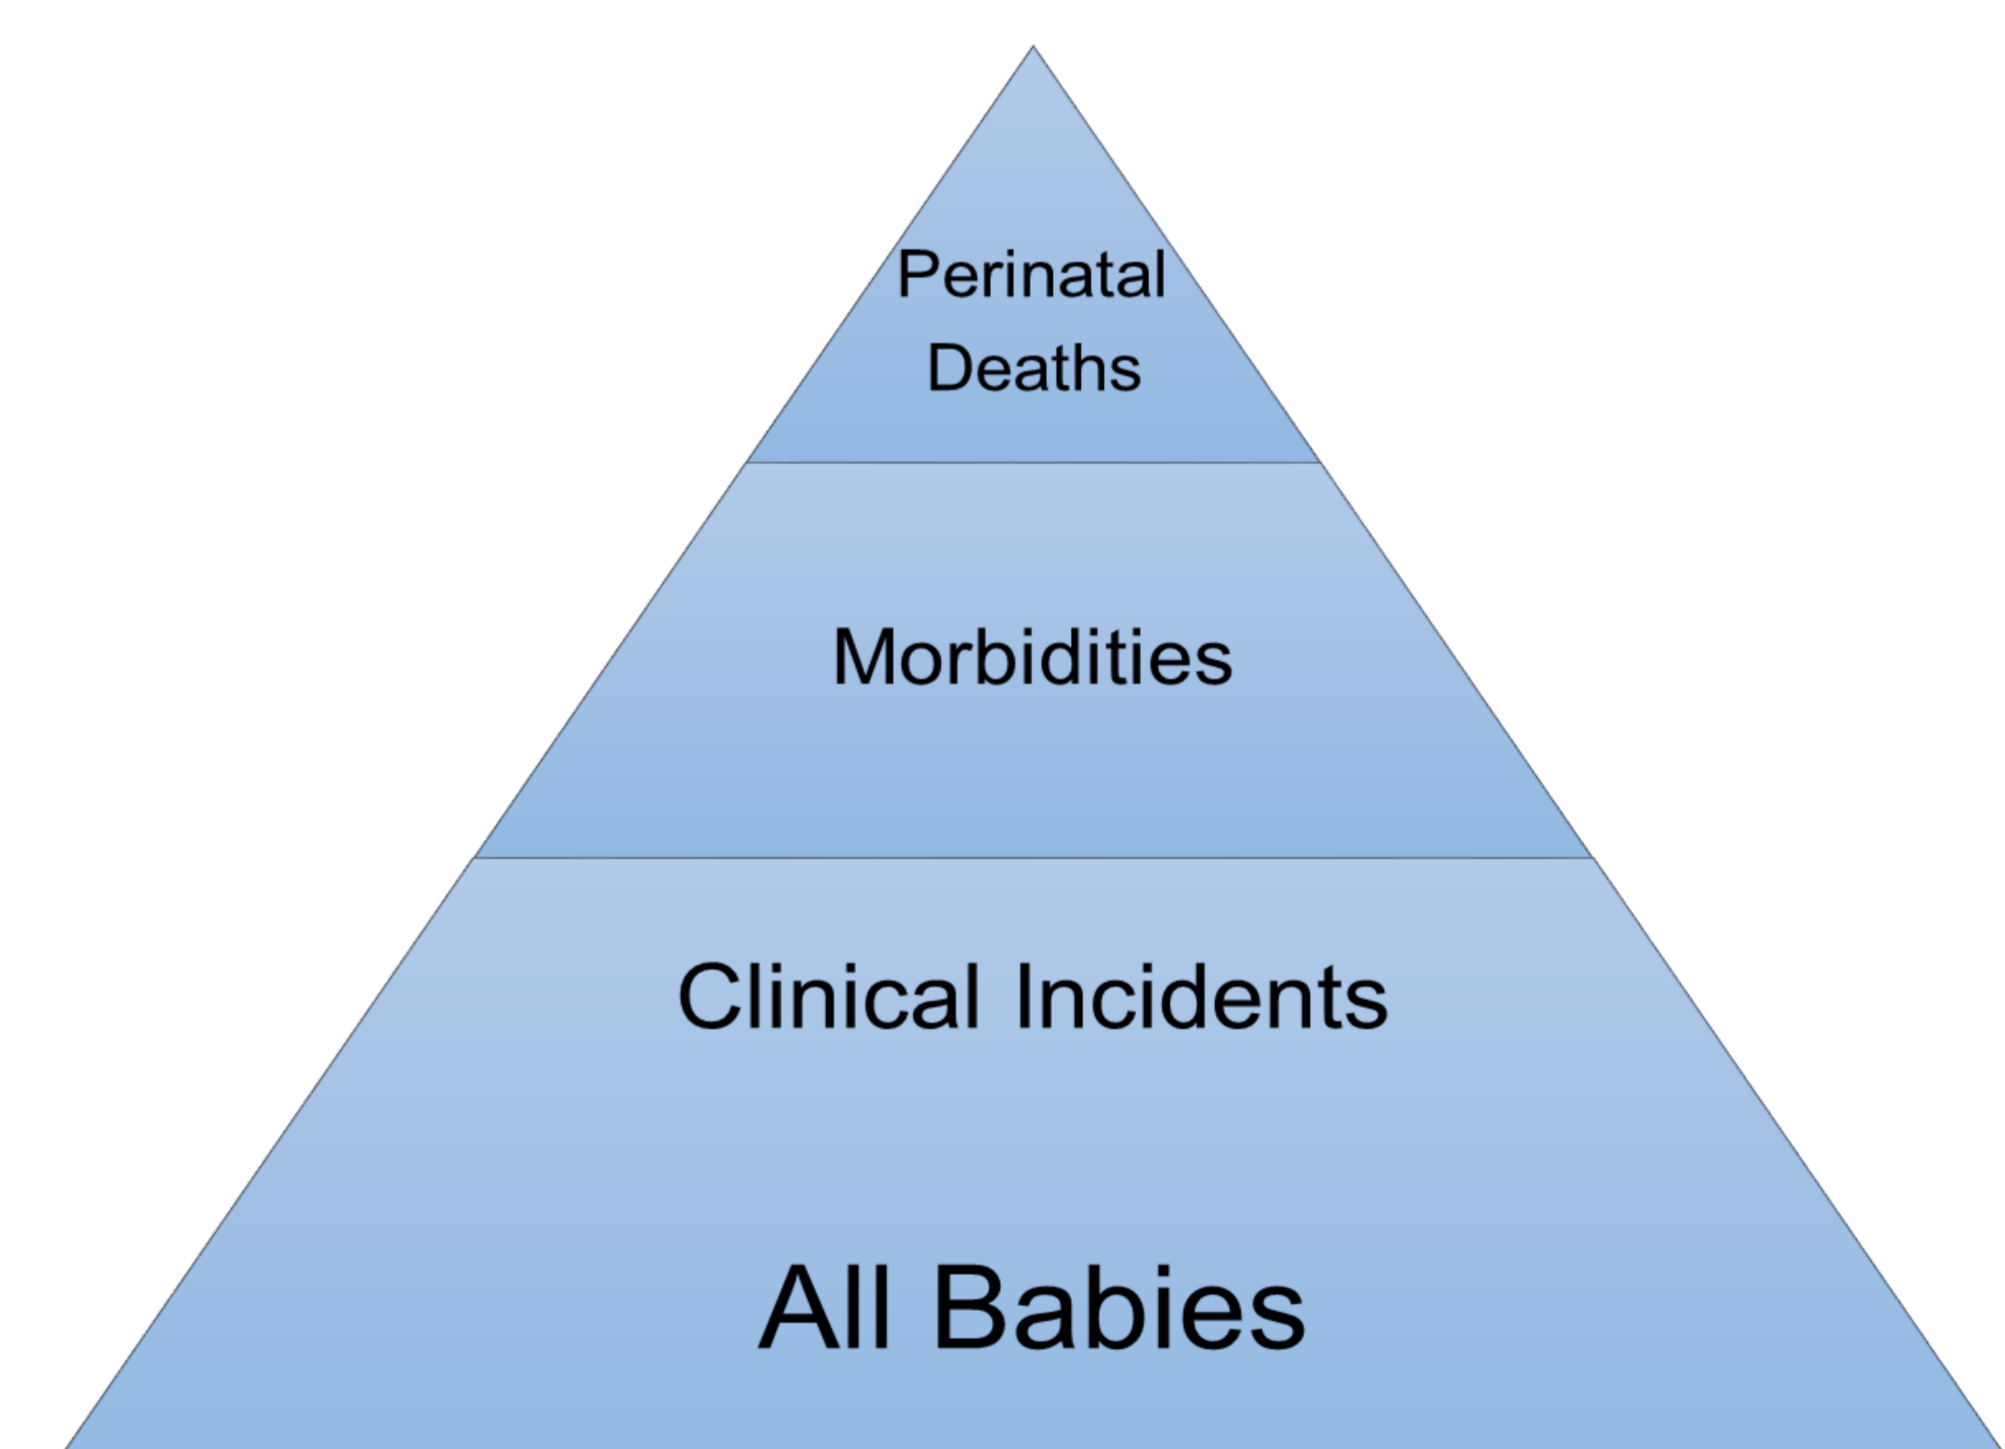 Perinatal
Deaths
Morbidities
Clinical Incidents
All Babies